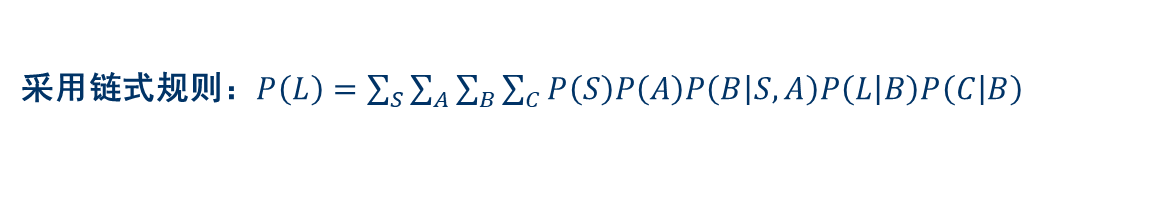 采用链式规则：P(L) = ∑_S ∑_A ∑_B ∑_C P(S)P(A)P(B|S, A)P(L|B)P(C|B)